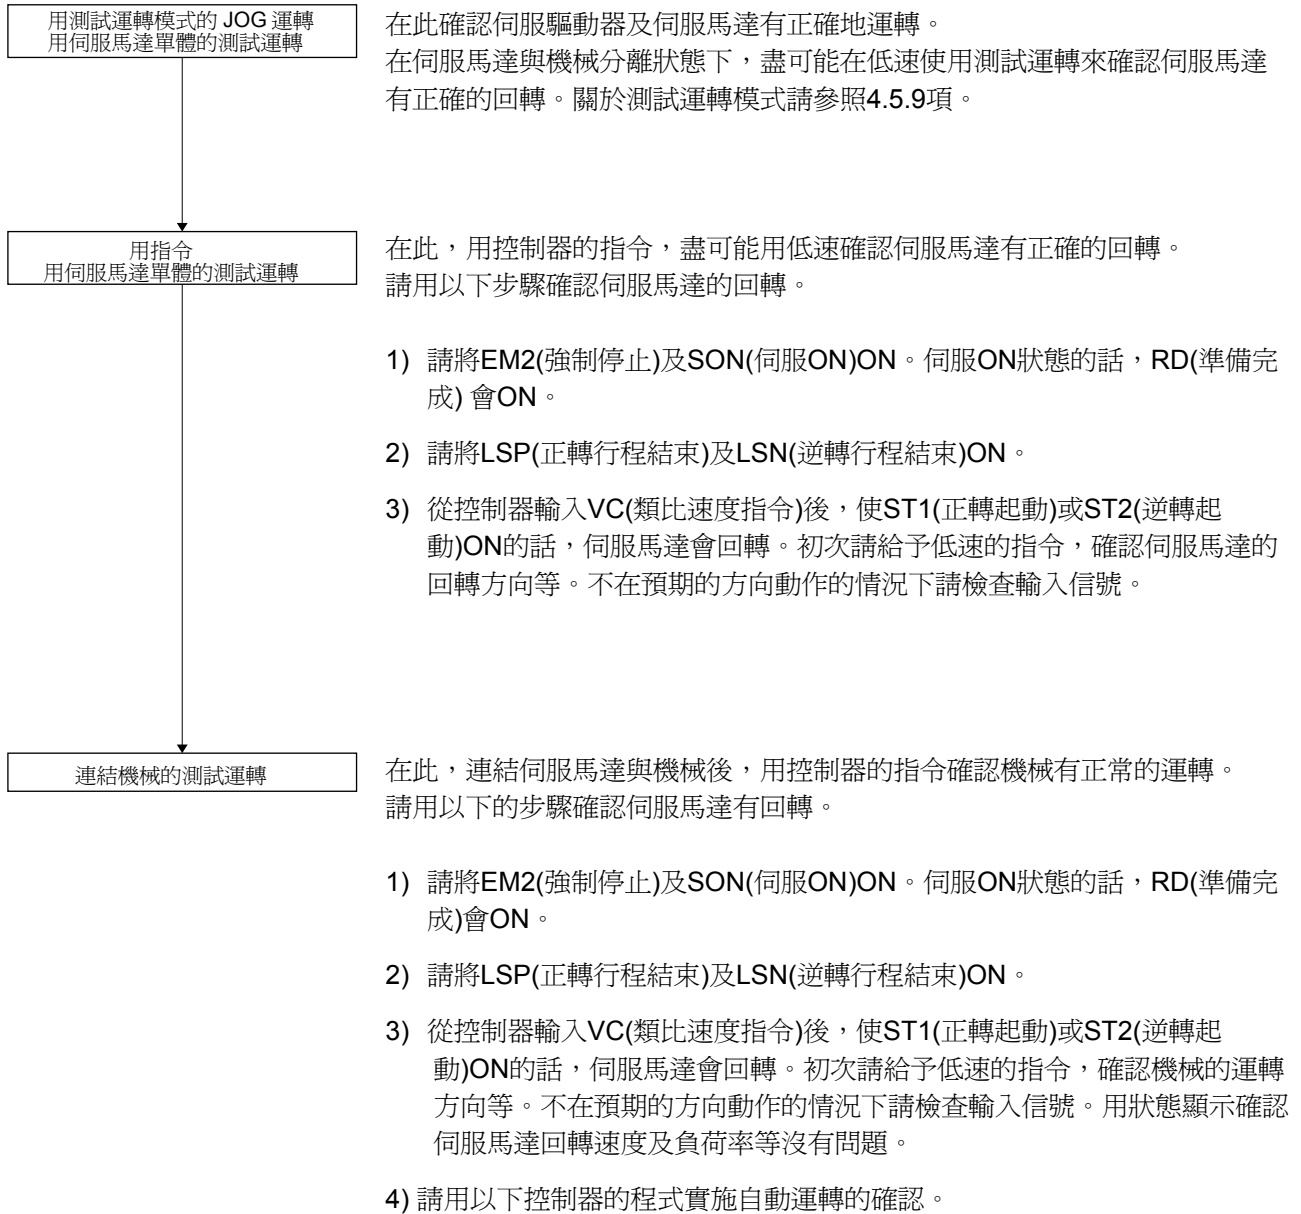 用測試運轉模式的 JOG 運轉
用伺服馬達單體的測試運轉
在此確認伺服驅動器及伺服馬達有正確地運轉。
在伺服馬達與機械分離狀態下，盡可能在低速使用測試運轉來確認伺服馬達
有正確的回轉。關於測試運轉模式請參照4.5.9項。
用指令
用伺服馬達單體的測試運轉
在此，用控制器的指令，盡可能用低速確認伺服馬達有正確的回轉。
請用以下步驟確認伺服馬達的回轉。
1) 請將EM2(強制停止)及SON(伺服ON)ON。伺服ON狀態的話，RD(準備完
成) 會ON。
2) 請將LSP(正轉行程結束)及LSN(逆轉行程結束)ON。
3) 從控制器輸入VC(類比速度指令)後，使ST1(正轉起動)或ST2(逆轉起
動)ON的話，伺服馬達會回轉。初次請給予低速的指令，確認伺服馬達的
回轉方向等。不在預期的方向動作的情況下請檢查輸入信號。
連結機械的測試運轉
在此，連結伺服馬達與機械後，用控制器的指令確認機械有正常的運轉。
請用以下的步驟確認伺服馬達有回轉。
1) 請將EM2(強制停止)及SON(伺服ON)ON。伺服ON狀態的話，RD(準備完
成)會ON。
2) 請將LSP(正轉行程結束)及LSN(逆轉行程結束)ON。
3) 從控制器輸入VC(類比速度指令)後，使ST1(正轉起動)或ST2(逆轉起
動)ON的話，伺服馬達會回轉。初次請給予低速的指令，確認機械的運轉
方向等。不在預期的方向動作的情況下請檢查輸入信號。用狀態顯示確認
伺服馬達回轉速度及負荷率等沒有問題。
4) 請用以下控制器的程式實施自動運轉的確認。